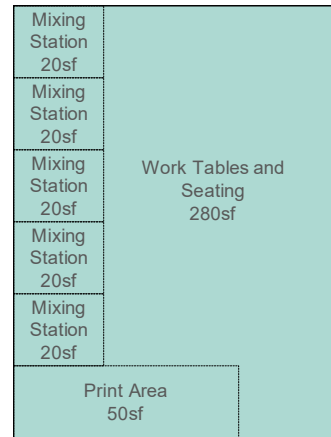 Mixing
Station
20sf
Mixing
Station
20sf
Mixing
Station
20sf
Mixing
Station
20sf
Mixing
Station
20sf
Work Tables and
Seating
280sf
Print Area
50sf